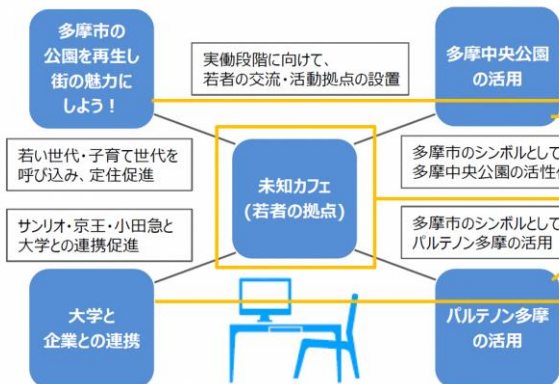 多摩市の
公園を再生し
街の魅力に
しよう！
実働段階に向けて、
若者の交流・活動拠点の設置
多摩中央公園
の活用
若い世代・子育て世代を
呼び込み、定住促進
未知カフェ
(若者の拠点)
多摩市のシンボルとして
多摩中央公園の活性
サンリオ・京王・小田急と
大学との連携促進
多摩市のシンボルとして
パルテノン多摩の活用
大学と
企業との連携
パルテノン多摩
の活用